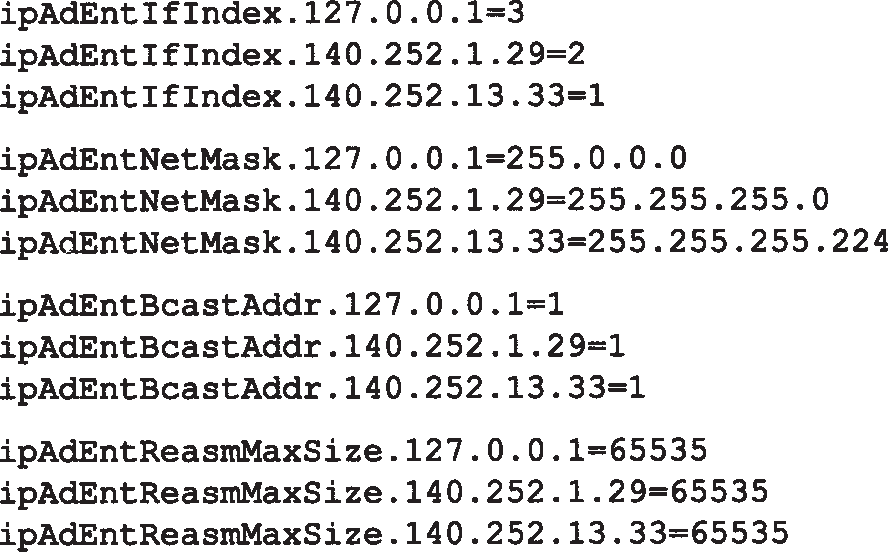 ipAdEntIfIndex.127.0.0.1=3
ipAdEntIfIndex.140.252.1.29=2
ipAdEntIfIndex.140.252.13.33=1
ipAdEntNetMask.127.0.0.1=255.0.0.0
ipAdEntNetMask.140.252.1.29=255.255.255.0
ipAdEntNetMask.140.252.13.33=255.255.255.224
ipAdEntBcastAddr.127.0.0.1=1
ipAdEntBcastAddr.140.252.1.29=1
ipAdEntBcastAddr.140.252.13.33=1
ipAdEntReasmMaxSize.127.0.0.1=65535
ipAdEntReasmMaxSize.140.252.1.29=65535
ipAdEntReasmMaxSize.140.252.13.33=65535